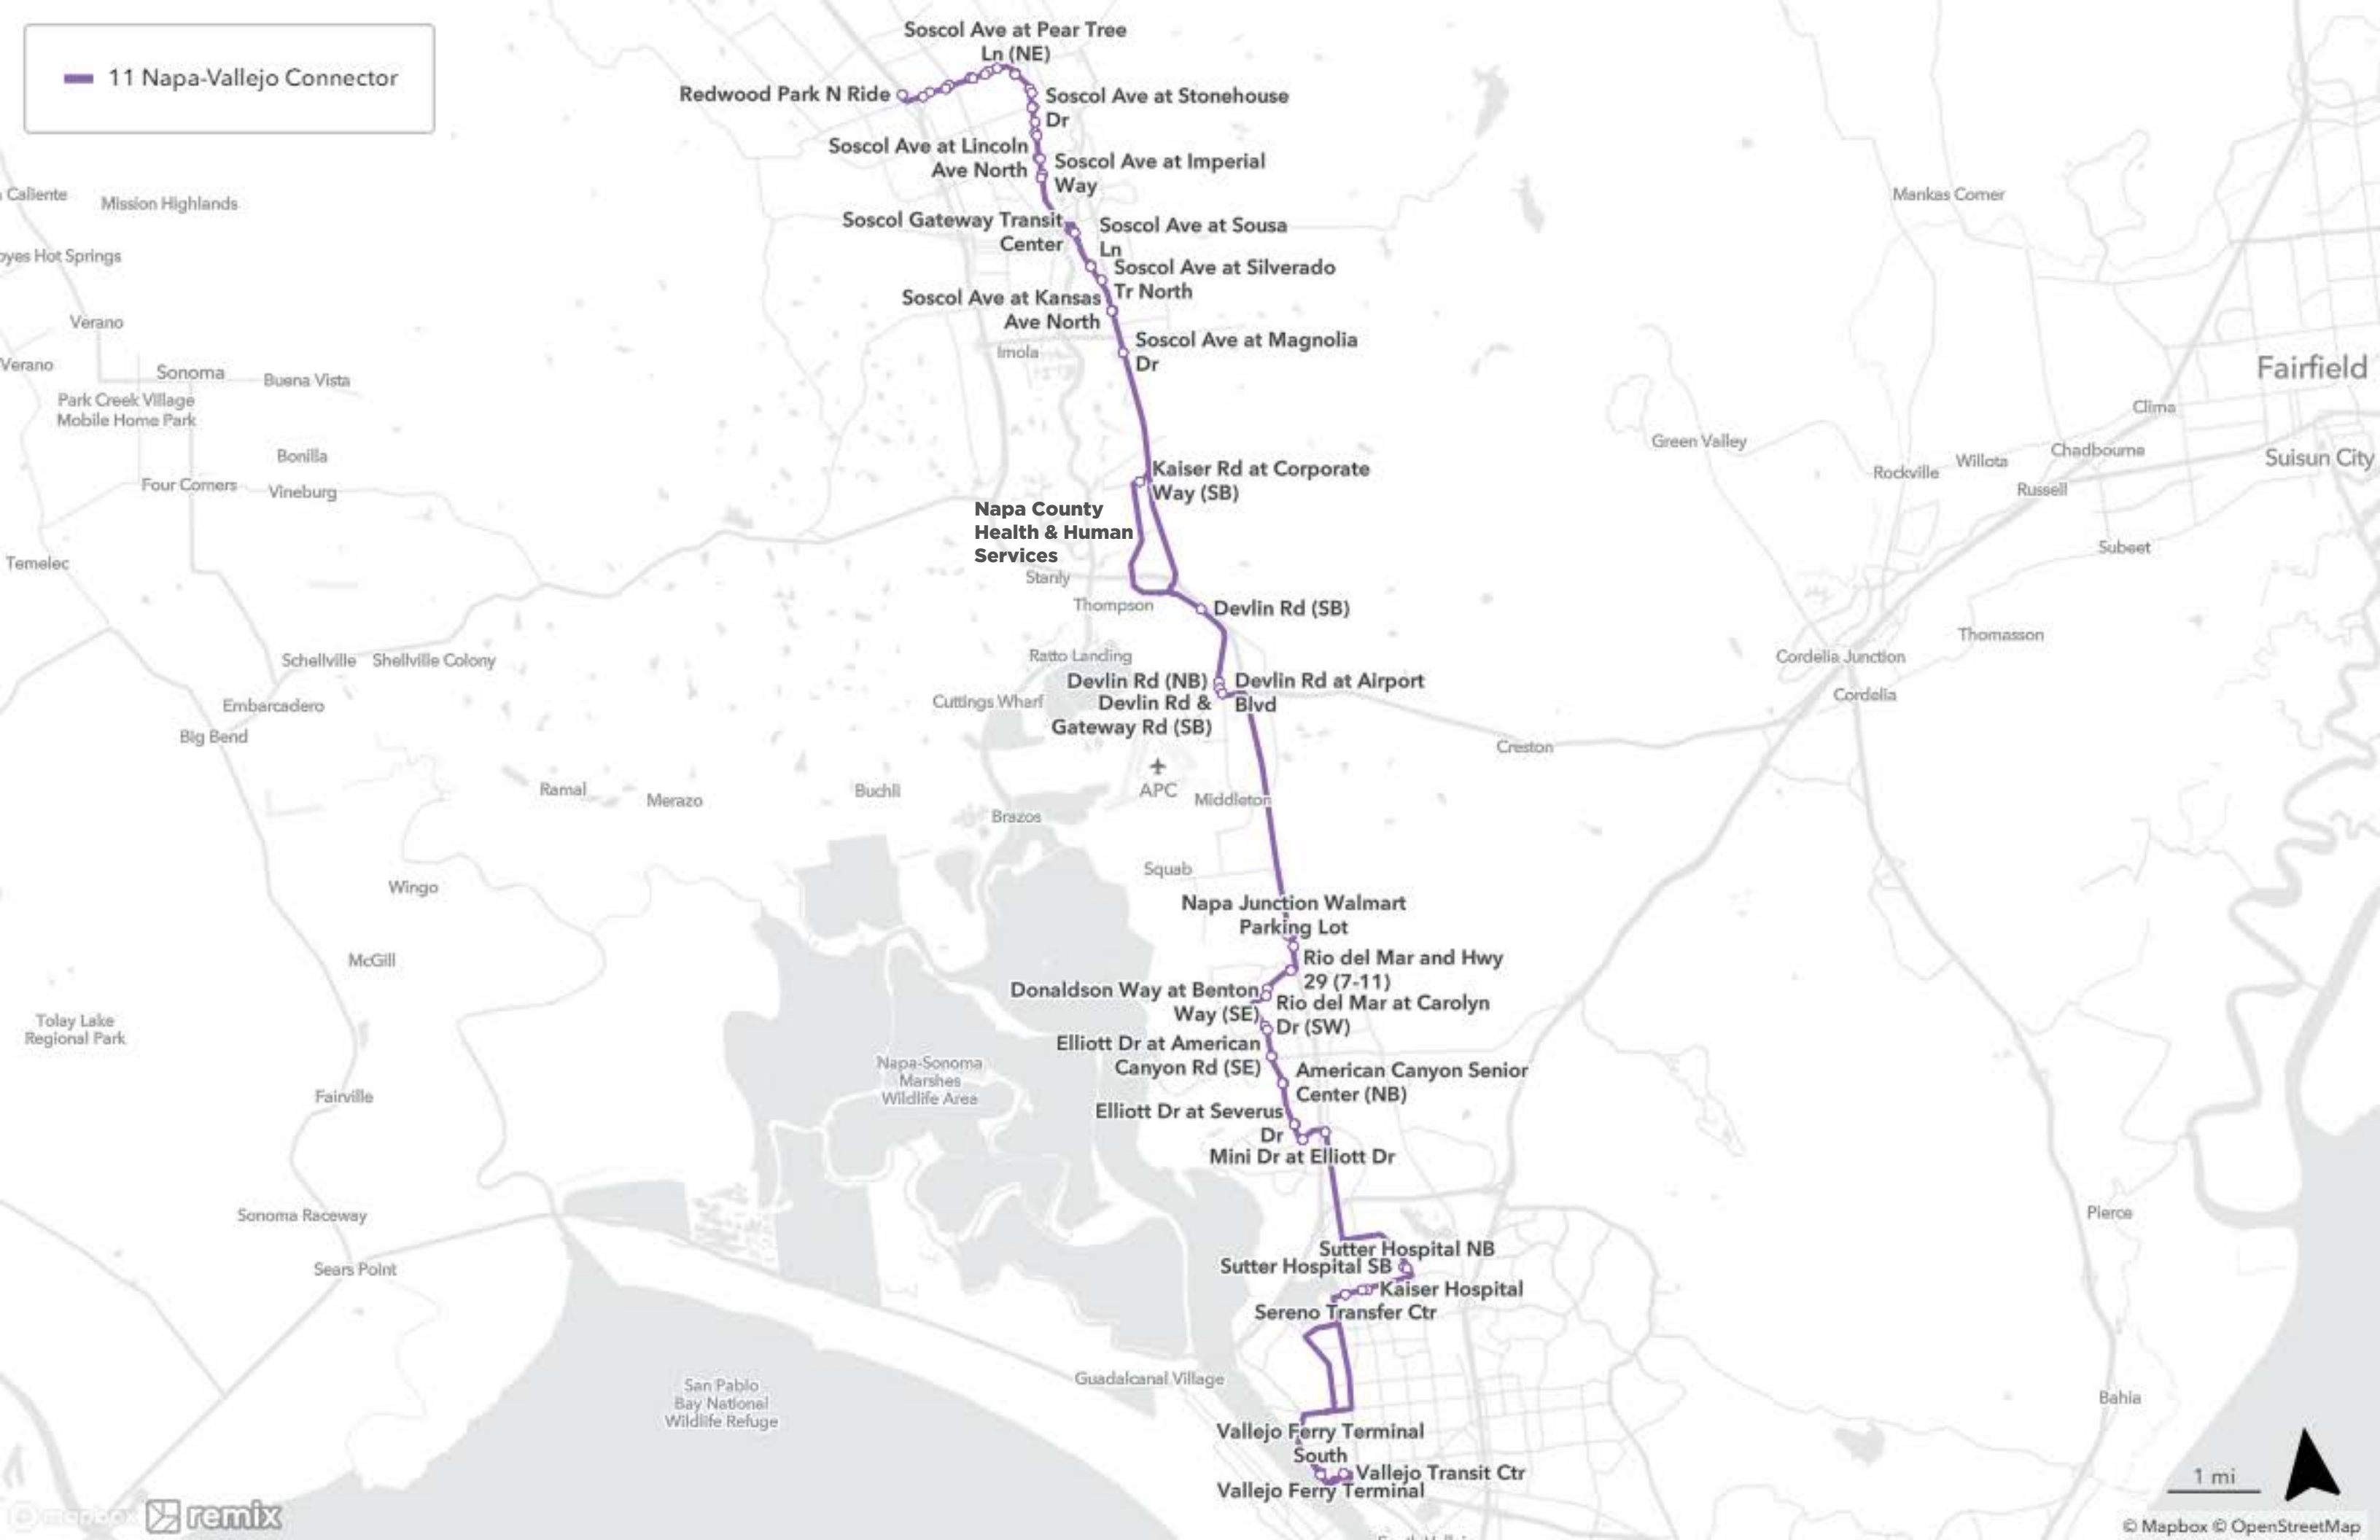 11 Napa-Vallejo Connector
Soscol Ave at Pear Tree
Ln (NE)
Redwood Park N Ride
Soscol Ave at Stonehouse
Dr
Soscol Ave at Lincoln
Ave North
Soscol Ave at Imperial
Way
Caliente
Mission Highlands
Mankas Corner
Soscol Gateway Transit
Center
Soscol Ave at Sousa
Ln
oyes Hot Springs
Soscol Ave at Silverado
Tr North
Soscol Ave at Kansas
Ave North
Verano
Soscol Ave at Magnolia
Dr
Imola
Verano
Sonoma
Buena Vista
Fairfield
Park Creek Village
Mobile Home Park
Clima
Green Valley
Chadbourne
Bonilla
Willota
Suisun City
Rockville
Kaiser Rd at Corporate
Way (SB)
Four Corners
Vineburg
Russell
Napa County
Health & Human
Services
Subeet
Temelec
Stanly
Thompson
Devlin Rd (SB)
Thomasson
Ratto Landing
Cordelia Junction
Schellville
Shellville Colony
Devlin Rd (NB)
Devlin Rd at Airport
Blvd
Cordelia
Cuttings Wharf
Devlin Rd &
Gateway Rd (SB)
Embarcadero
Big Bend
Creston
APC
Ramal
Merazo
Buchli
Middleton
Brazos
Squab
Wingo
Napa Junction Walmart
Parking Lot
McGill
Rio del Mar and Hwy
29 (7-11)
Donaldson Way at Benton
Way (SE)
Rio del Mar at Carolyn
Dr (SW)
Tolay Lake
Regional Park
Elliott Dr at American
Canyon Rd (SE)
Napa-Sonoma
Marshes
Wildlife Area
American Canyon Senior
Center (NB)
Fairville
Elliott Dr at Severus
Dr
Mini Dr at Elliott Dr
Sonoma Raceway
Pierce
Sutter Hospital NB
Sutter Hospital SB
Sears Point
Kaiser Hospital
Sereno Transfer Ctr
Guadalcanal Village
San Pablo
Bay National
Wildlife Refuge
Bahia
Vallejo Ferry Terminal
South
Vallejo Transit Ctr
Vallejo Ferry Terminal
1 mi
mapbox
remix
© Mapbox © OpenStreetMap